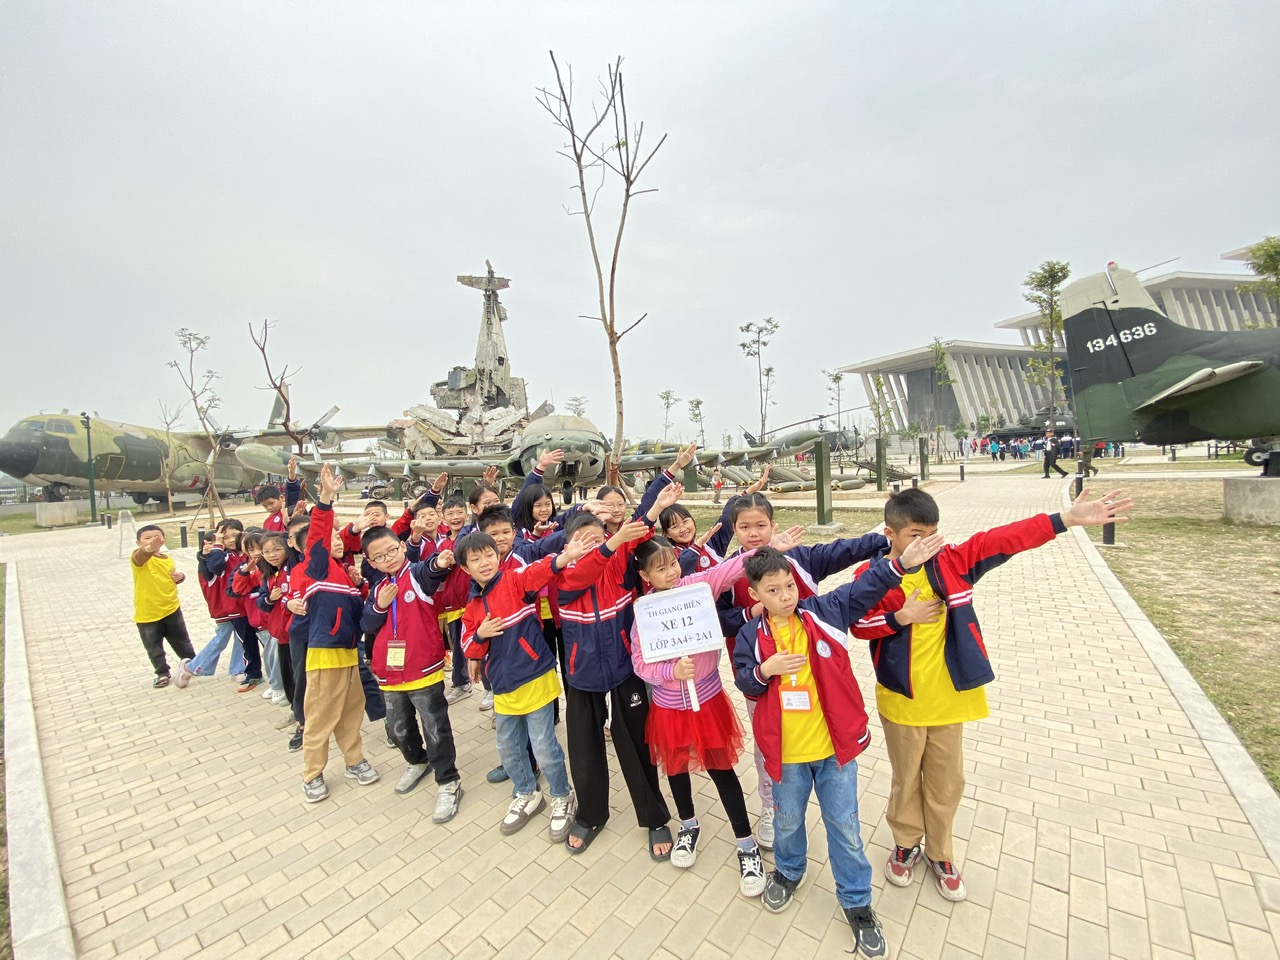 134636
TH GIANG BIÊN
XE 12
LỚP 3A4+ 2A1